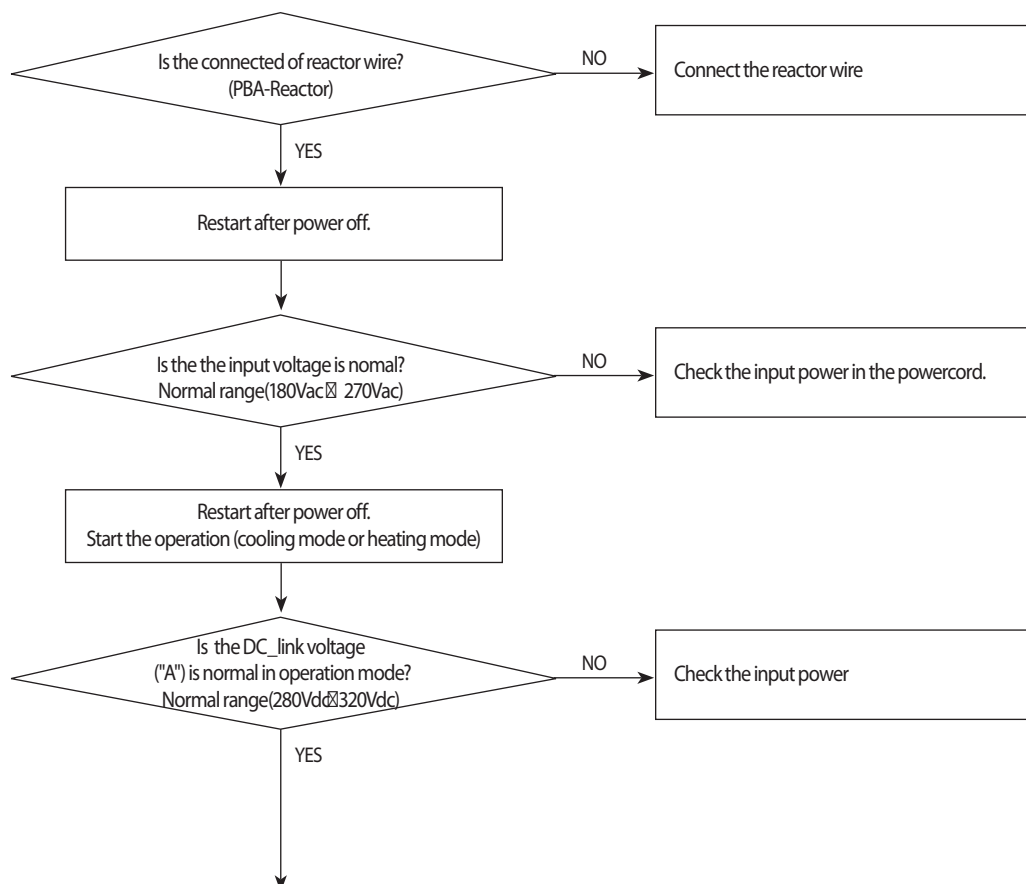 Is the connected of reactor wire?
(PBA-Reactor)
NO
Connect the reactor wire
YES
Restart after power off.
Is the the input voltage is nomal?
Normal range(180Vac☒ 270Vac)
NO
Check the input power in the powercord.
YES
Restart after power off.
Start the operation (cooling mode or heating mode)
Is the DC_link voltage
("A") is normal in operation mode?
Normal range(280Vdc☒320Vdc)
NO
Check the input power
YES